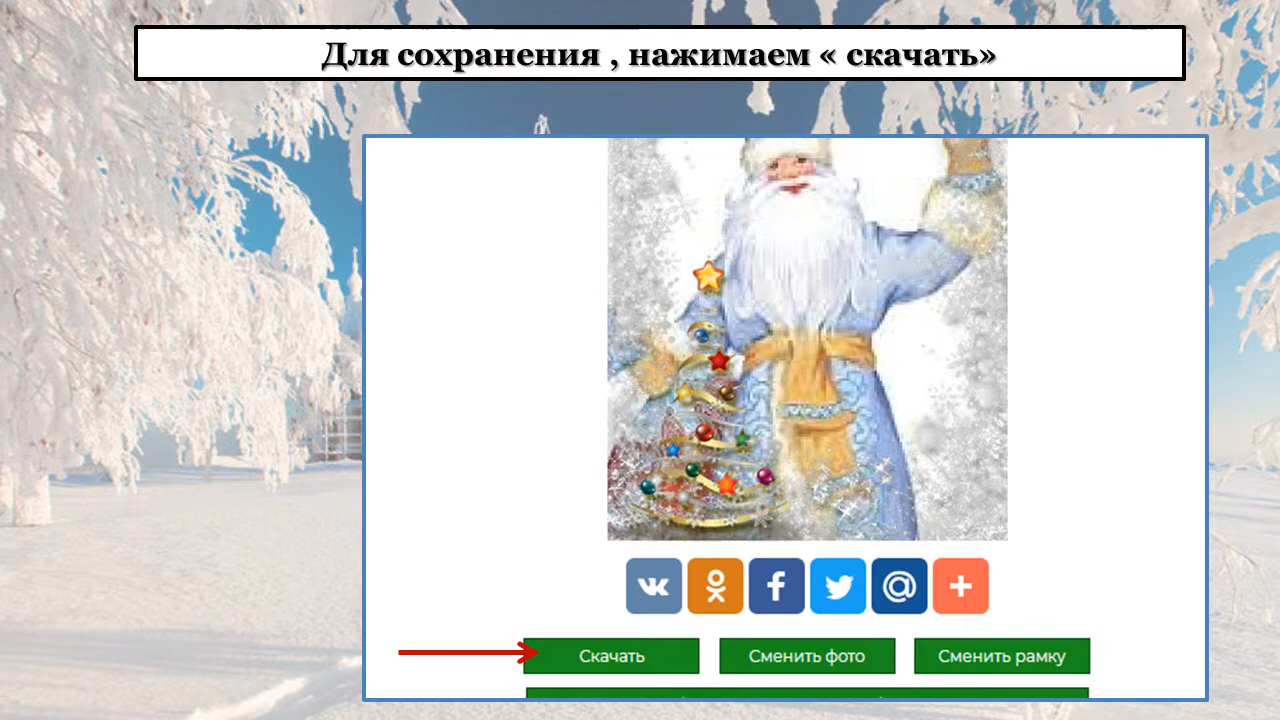 Для сохранения , нажимаем « скачать»
Скачать Сменить фото Сменить рамку